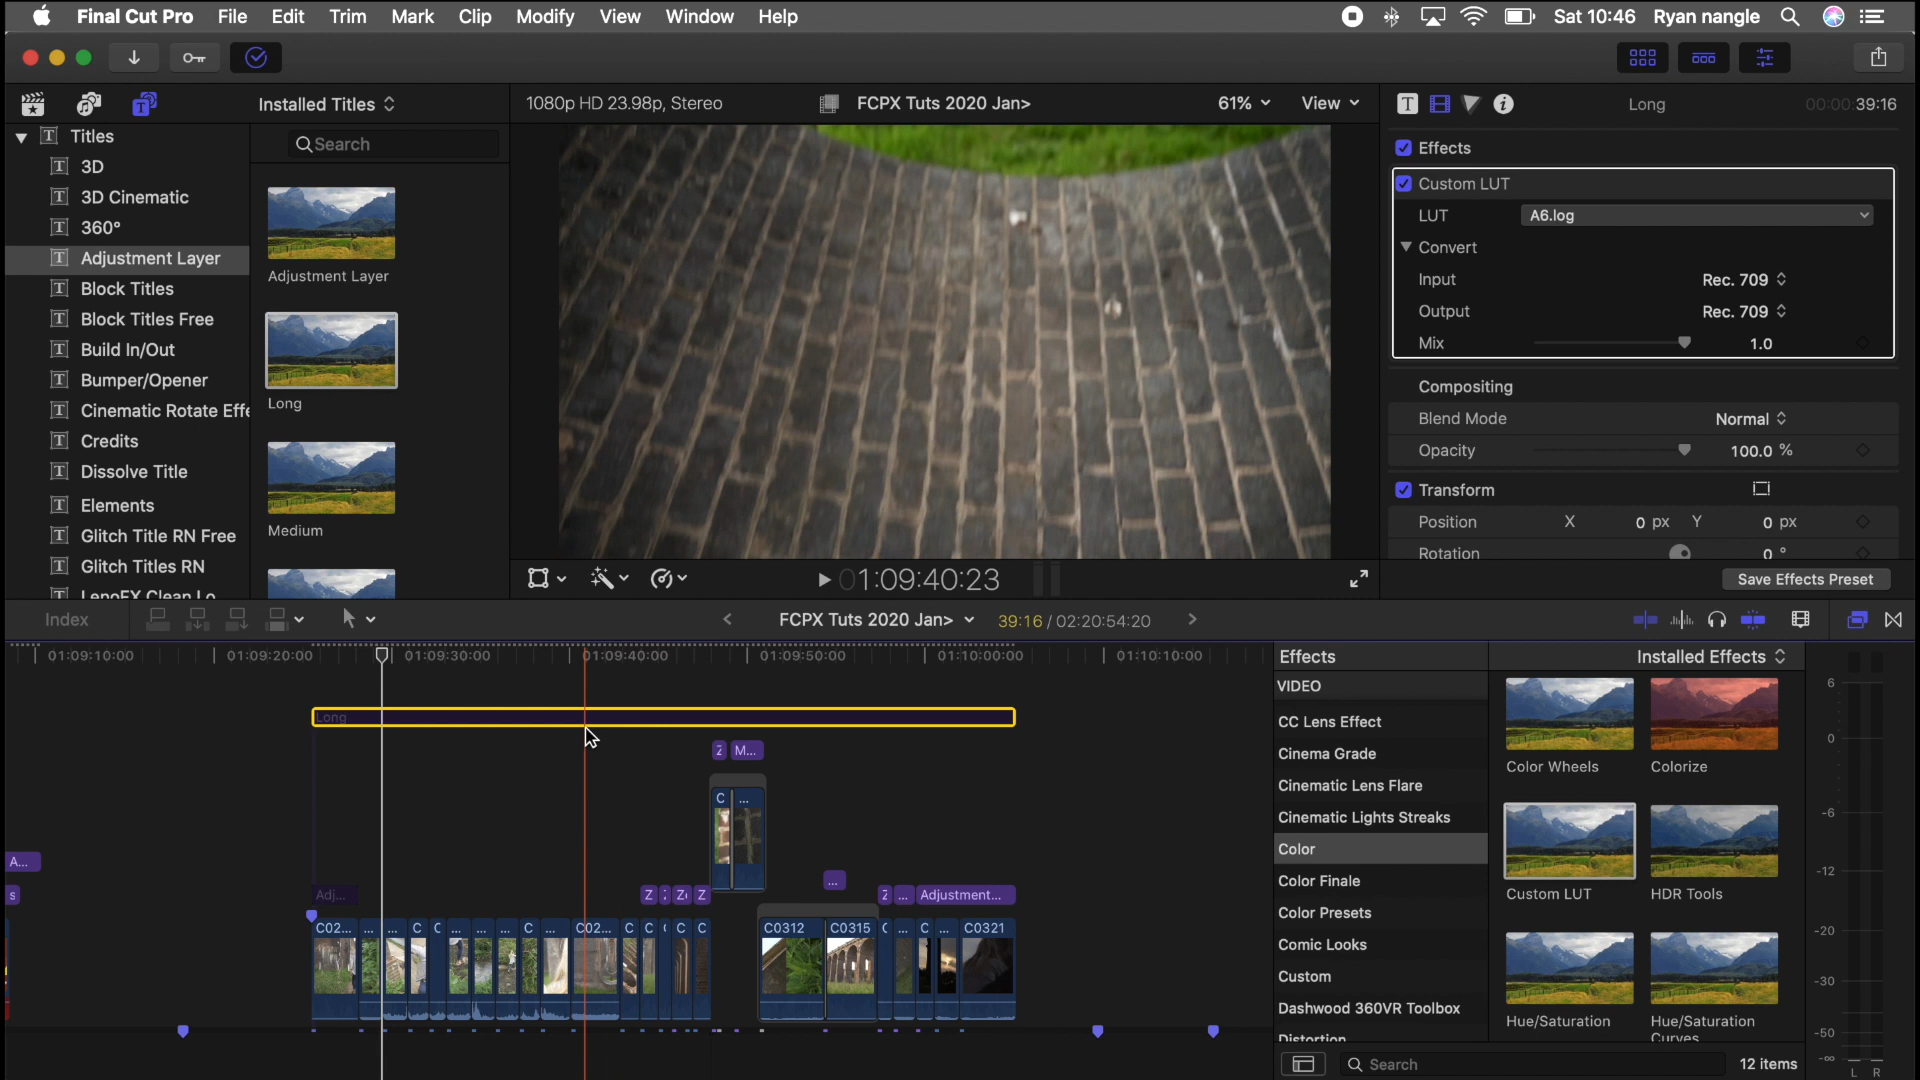 Final Cut Pro File Edit Trim Mark Clip Modify View Window Help Sat 10:46 Ryan nangle
Installed Titles
1080p HD 23.98p, Stereo
FCPX Tuts 2020 Jan>
61%
View
Long
00:00:39:16
Titles
3D
3D Cinematic
360°
Adjustment Layer
Block Titles
Block Titles Free
Build In/Out
Bumper/Opener
Cinematic Rotate Effe
Credits
Dissolve Title
Elements
Glitch Title RN Free
Glitch Titles RN
LenoFX Clean Lo
Search
Adjustment Layer
Long
Medium
Effects
Custom LUT
LUT A6.log
Convert
Input Rec. 709
Output Rec. 709
Mix 1.0
Compositing
Blend Mode Normal
Opacity 100.0 %
Transform
Position X 0 px Y 0 px
Rotation 0 °
Save Effects Preset
01:09:40:23
Index
FCPX Tuts 2020 Jan>
39:16 / 02:20:54:20
01:09:10:00 01:09:20:00 01:09:30:00 01:09:40:00 01:09:50:00 01:10:00:00 01:10:10:00
Long
Z M...
C ...
A...
...
s Adj... Z Z Z Z ... Adjustment...
C02... ... ... C C ... ... ... C ... C02... C C C C C0312 C0315 C ... C ... C0321
Effects
Installed Effects
VIDEO
CC Lens Effect
Cinema Grade
Cinematic Lens Flare
Cinematic Lights Streaks
Color
Color Finale
Color Presets
Comic Looks
Custom
Dashwood 360VR Toolbox
Distortion
Color Wheels
Colorize
Custom LUT
HDR Tools
Hue/Saturation
Hue/Saturation
Curves
Search
12 items
6
0
-6
-12
-20
-30
-50
-∞
L R